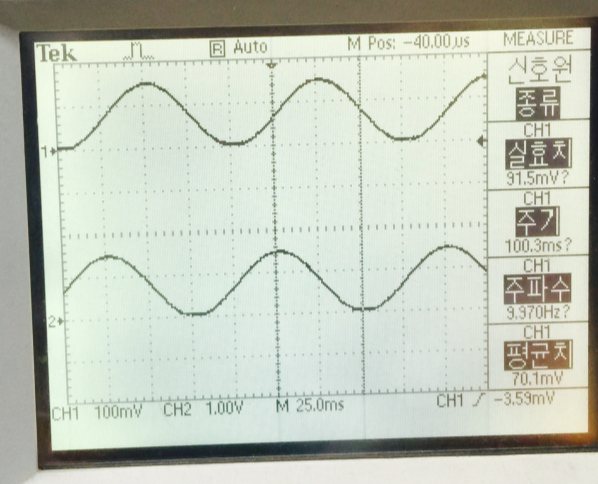 Tek
R Auto
M Pos: -40.00us
MEASURE
신호원
종류
CH1
실효치
91.5mV?
CH1
주기
100.3ms?
CH1
주파수
9.970Hz?
CH1
평균치
70.1mV
1
2
CH1 100mV CH2 1.00V M 25.0ms CH1 -3.59mV